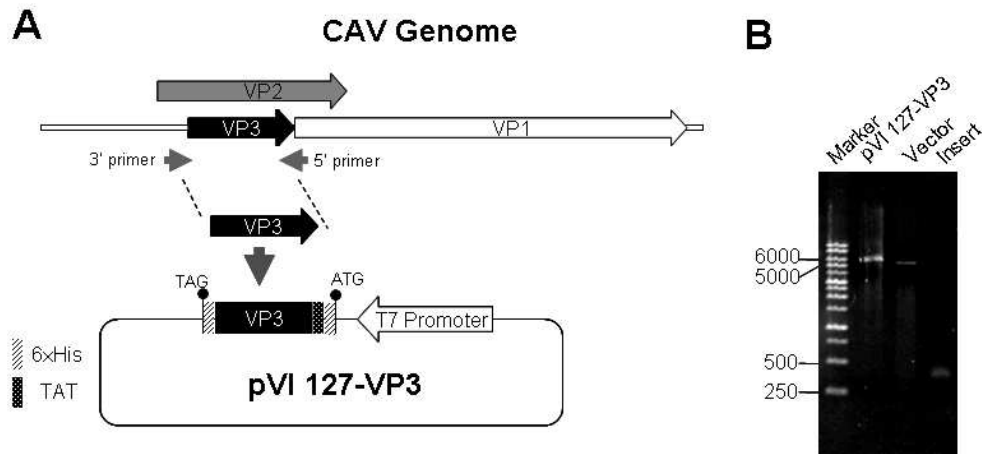 A
CAV Genome
VP2
VP3
VP1
3' primer
5' primer
VP3
TAG
ATG
VP3
T7 Promoter
6xHis
TAT
pVI 127-VP3
B
Marker
pVI 127-VP3
Vector
Insert
6000
5000
500
250